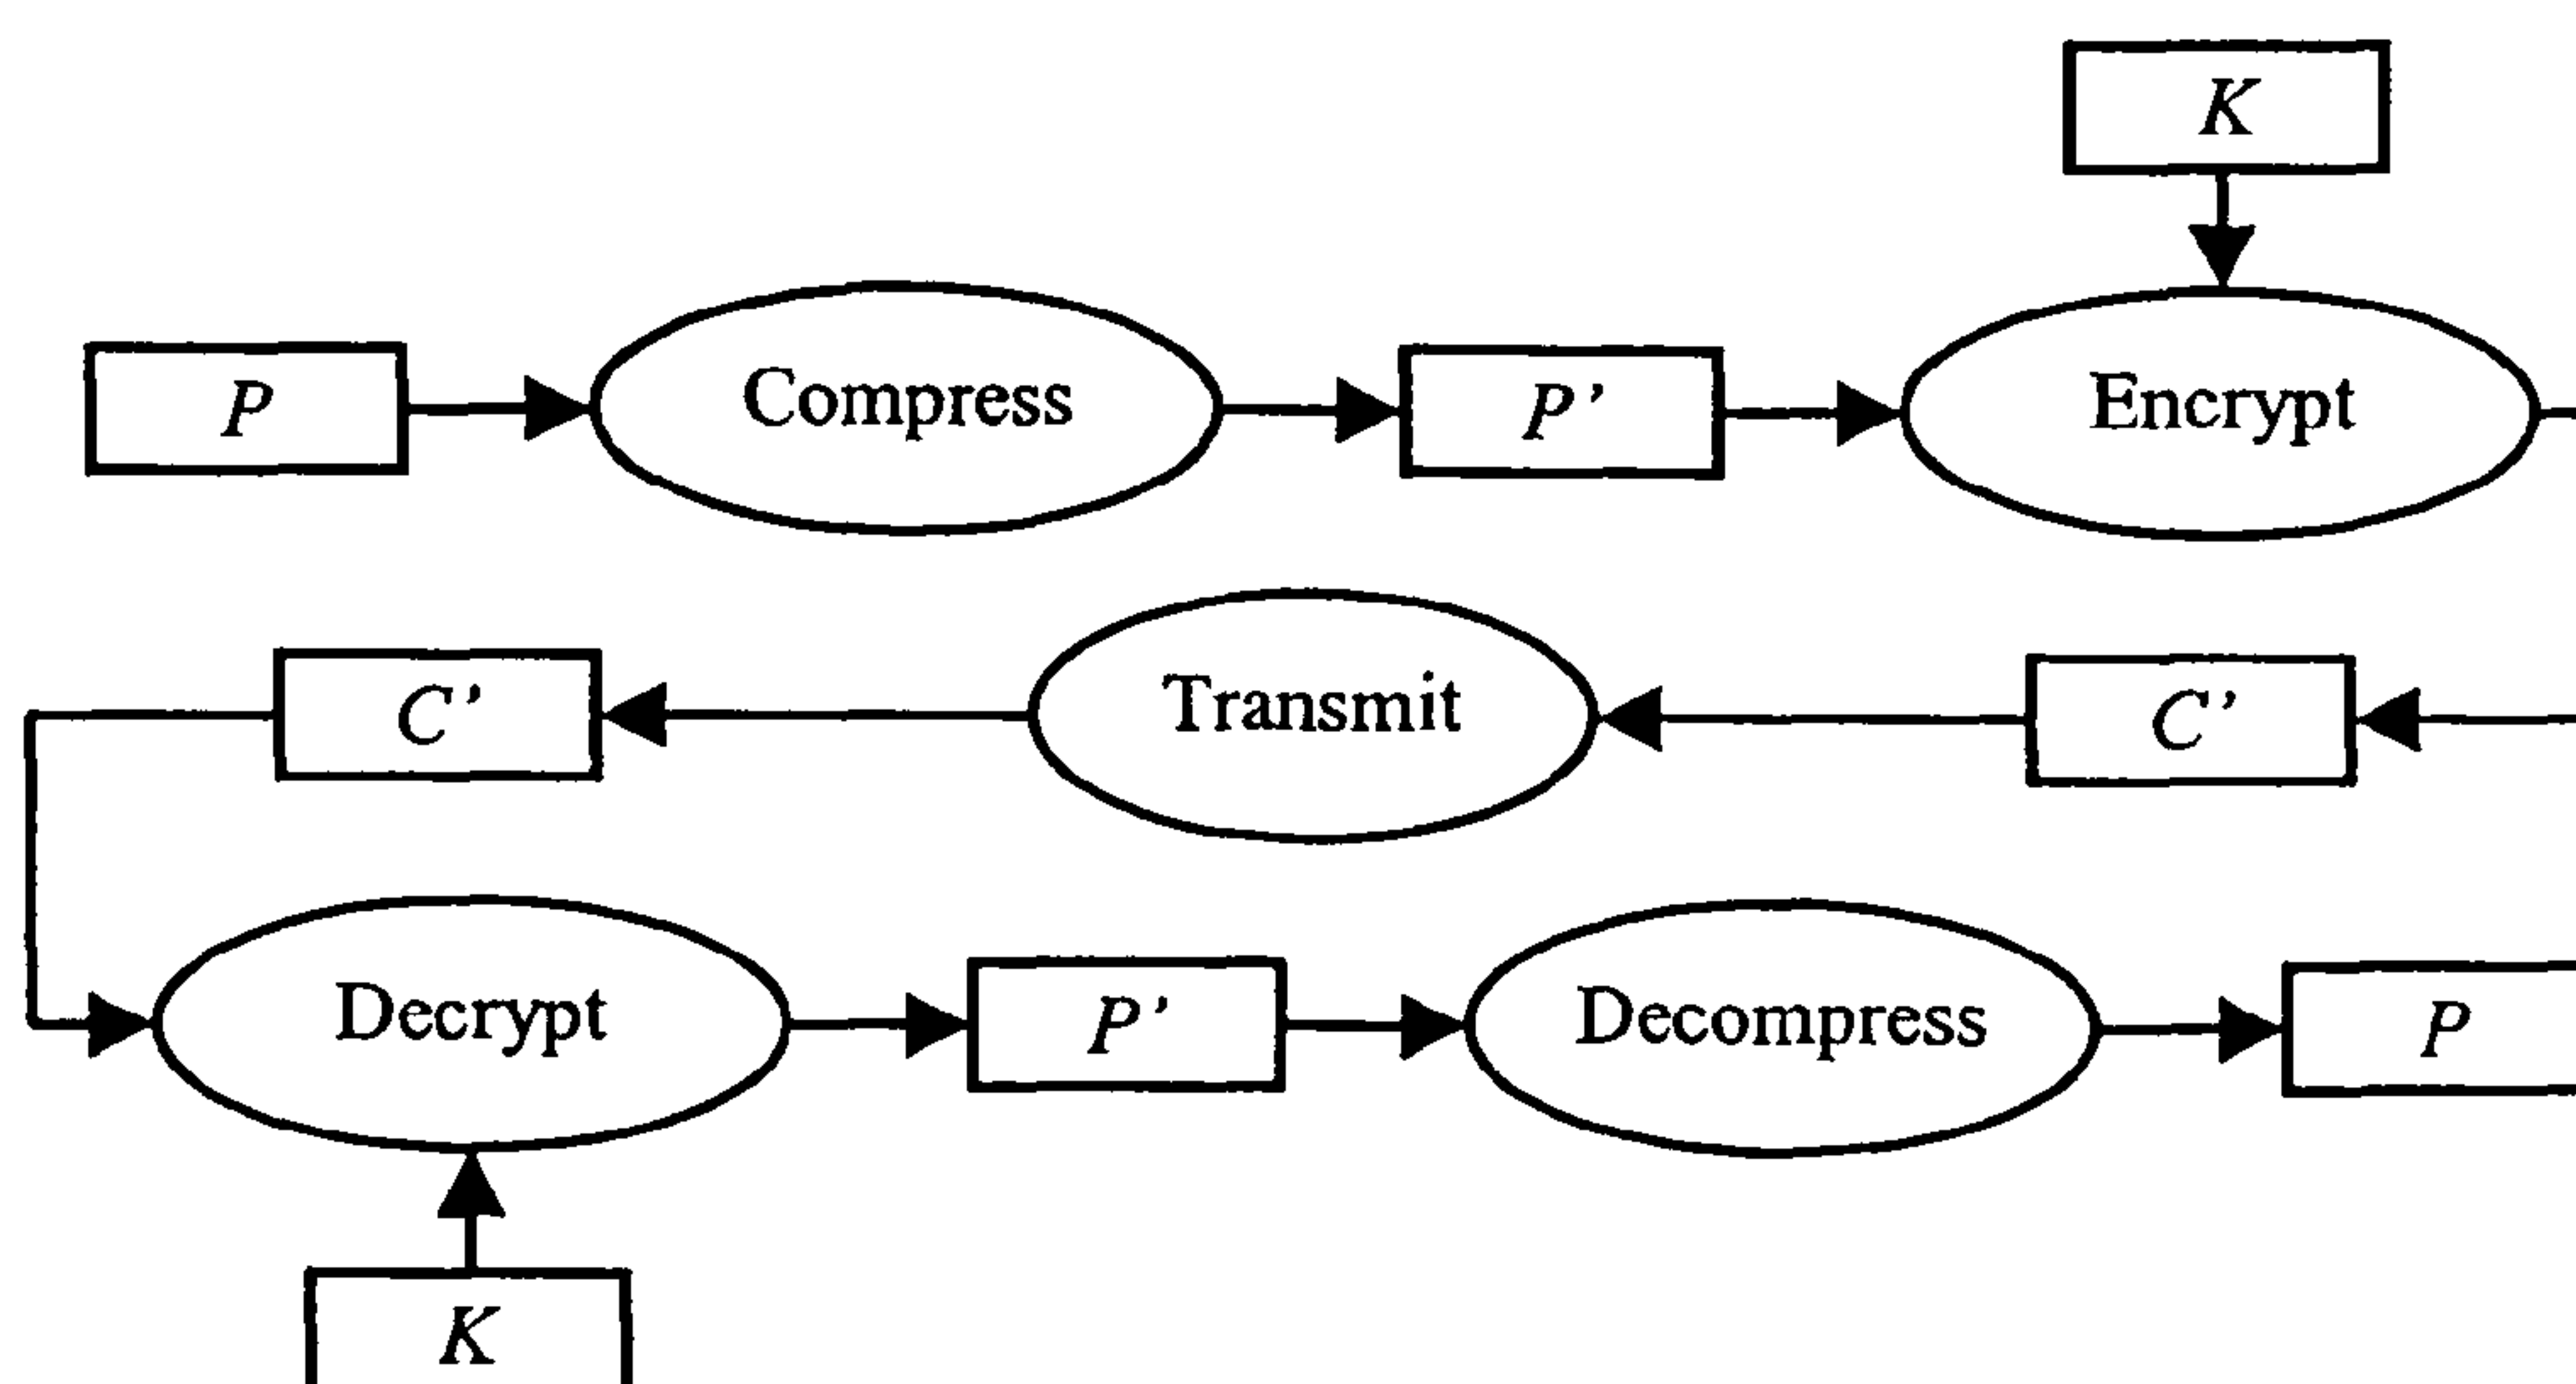 K
P Compress P' Encrypt
C' Transmit C'
Decrypt P' Decompress P
K